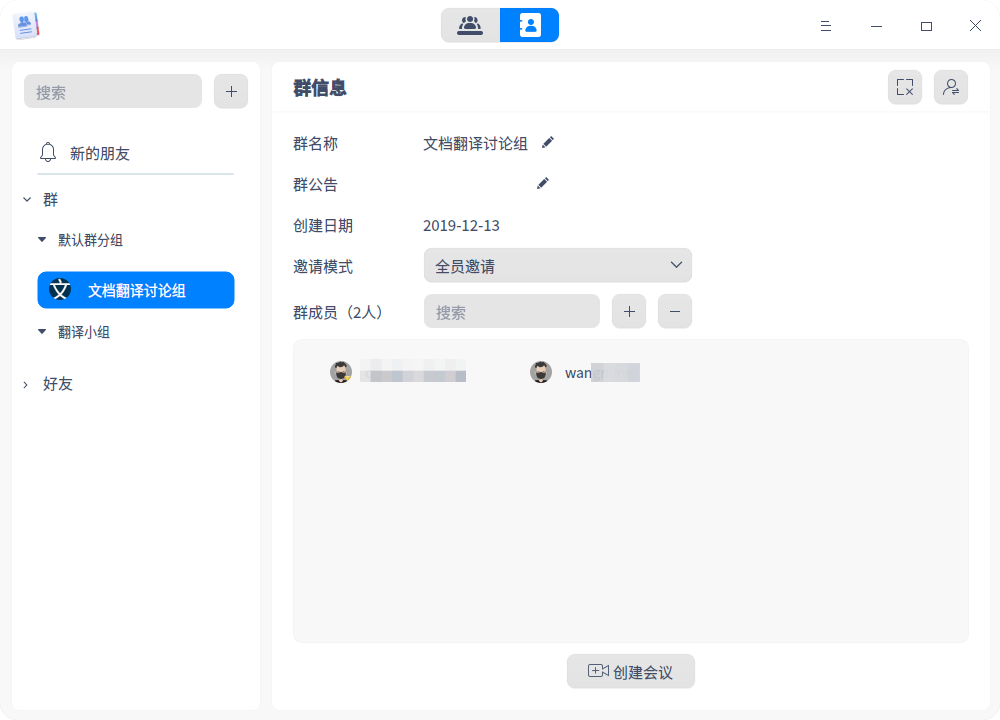 搜索
新的朋友
群
默认群分组
文 文档翻译讨论组
翻译小组
好友
群信息
群名称 文档翻译讨论组
群公告
创建日期 2019-12-13
邀请模式 全员邀请
群成员（2人） 搜索
wan
创建会议